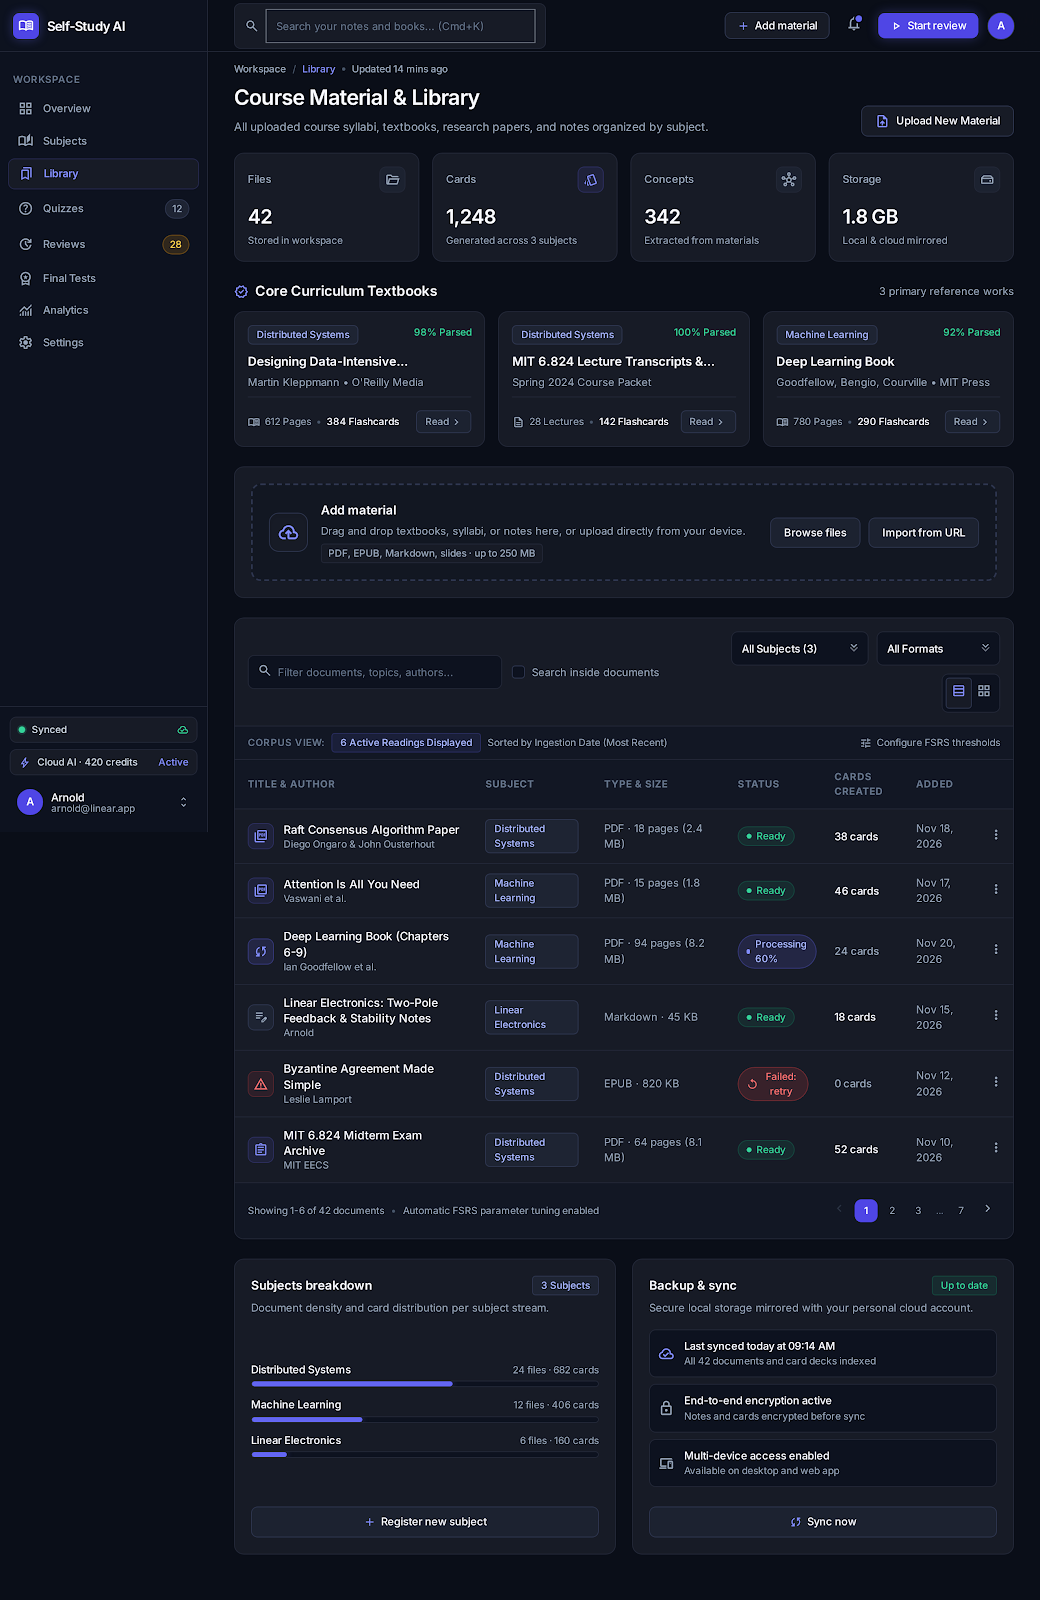 Self-Study AI
Search your notes and books... (Cmd+K)
Add material
Start review
A
WORKSPACE
Overview
Subjects
Library
Quizzes 12
Reviews 28
Final Tests
Analytics
Settings
Synced
Cloud AI · 420 credits Active
A
Arnold
arnold@linear.app
Workspace / Library • Updated 14 mins ago
Course Material & Library
All uploaded course syllabi, textbooks, research papers, and notes organized by subject.
Upload New Material
Files
42
Stored in workspace
Cards
1,248
Generated across 3 subjects
Concepts
342
Extracted from materials
Storage
1.8 GB
Local & cloud mirrored
Core Curriculum Textbooks
3 primary reference works
Distributed Systems 98% Parsed
Designing Data-Intensive...
Martin Kleppmann • O'Reilly Media
612 Pages • 384 Flashcards Read
Distributed Systems 100% Parsed
MIT 6.824 Lecture Transcripts &...
Spring 2024 Course Packet
28 Lectures • 142 Flashcards Read
Machine Learning 92% Parsed
Deep Learning Book
Goodfellow, Bengio, Courville • MIT Press
780 Pages • 290 Flashcards Read
Add material
Drag and drop textbooks, syllabi, or notes here, or upload directly from your device.
PDF, EPUB, Markdown, slides · up to 250 MB
Browse files
Import from URL
All Subjects (3)
All Formats
Filter documents, topics, authors...
Search inside documents
CORPUS VIEW: 6 Active Readings Displayed Sorted by Ingestion Date (Most Recent) Configure FSRS thresholds
TITLE & AUTHOR SUBJECT TYPE & SIZE STATUS CARDS CREATED ADDED
Raft Consensus Algorithm Paper
Diego Ongaro & John Ousterhout
Distributed
Systems
PDF · 18 pages (2.4
MB)
Ready
38 cards
Nov 18,
2026
Attention Is All You Need
Vaswani et al.
Machine
Learning
PDF · 15 pages (1.8
MB)
Ready
46 cards
Nov 17,
2026
Deep Learning Book (Chapters
6-9)
Ian Goodfellow et al.
Machine
Learning
PDF · 94 pages (8.2
MB)
Processing
60%
24 cards
Nov 20,
2026
Linear Electronics: Two-Pole
Feedback & Stability Notes
Arnold
Linear
Electronics
Markdown · 45 KB
Ready
18 cards
Nov 15,
2026
Byzantine Agreement Made
Simple
Leslie Lamport
Distributed
Systems
EPUB · 820 KB
Failed:
retry
0 cards
Nov 12,
2026
MIT 6.824 Midterm Exam
Archive
MIT EECS
Distributed
Systems
PDF · 64 pages (8.1
MB)
Ready
52 cards
Nov 10,
2026
Showing 1-6 of 42 documents • Automatic FSRS parameter tuning enabled
1 2 3 ... 7
Subjects breakdown 3 Subjects
Document density and card distribution per subject stream.
Distributed Systems 24 files · 682 cards
Machine Learning 12 files · 406 cards
Linear Electronics 6 files · 160 cards
Register new subject
Backup & sync Up to date
Secure local storage mirrored with your personal cloud account.
Last synced today at 09:14 AM
All 42 documents and card decks indexed
End-to-end encryption active
Notes and cards encrypted before sync
Multi-device access enabled
Available on desktop and web app
Sync now